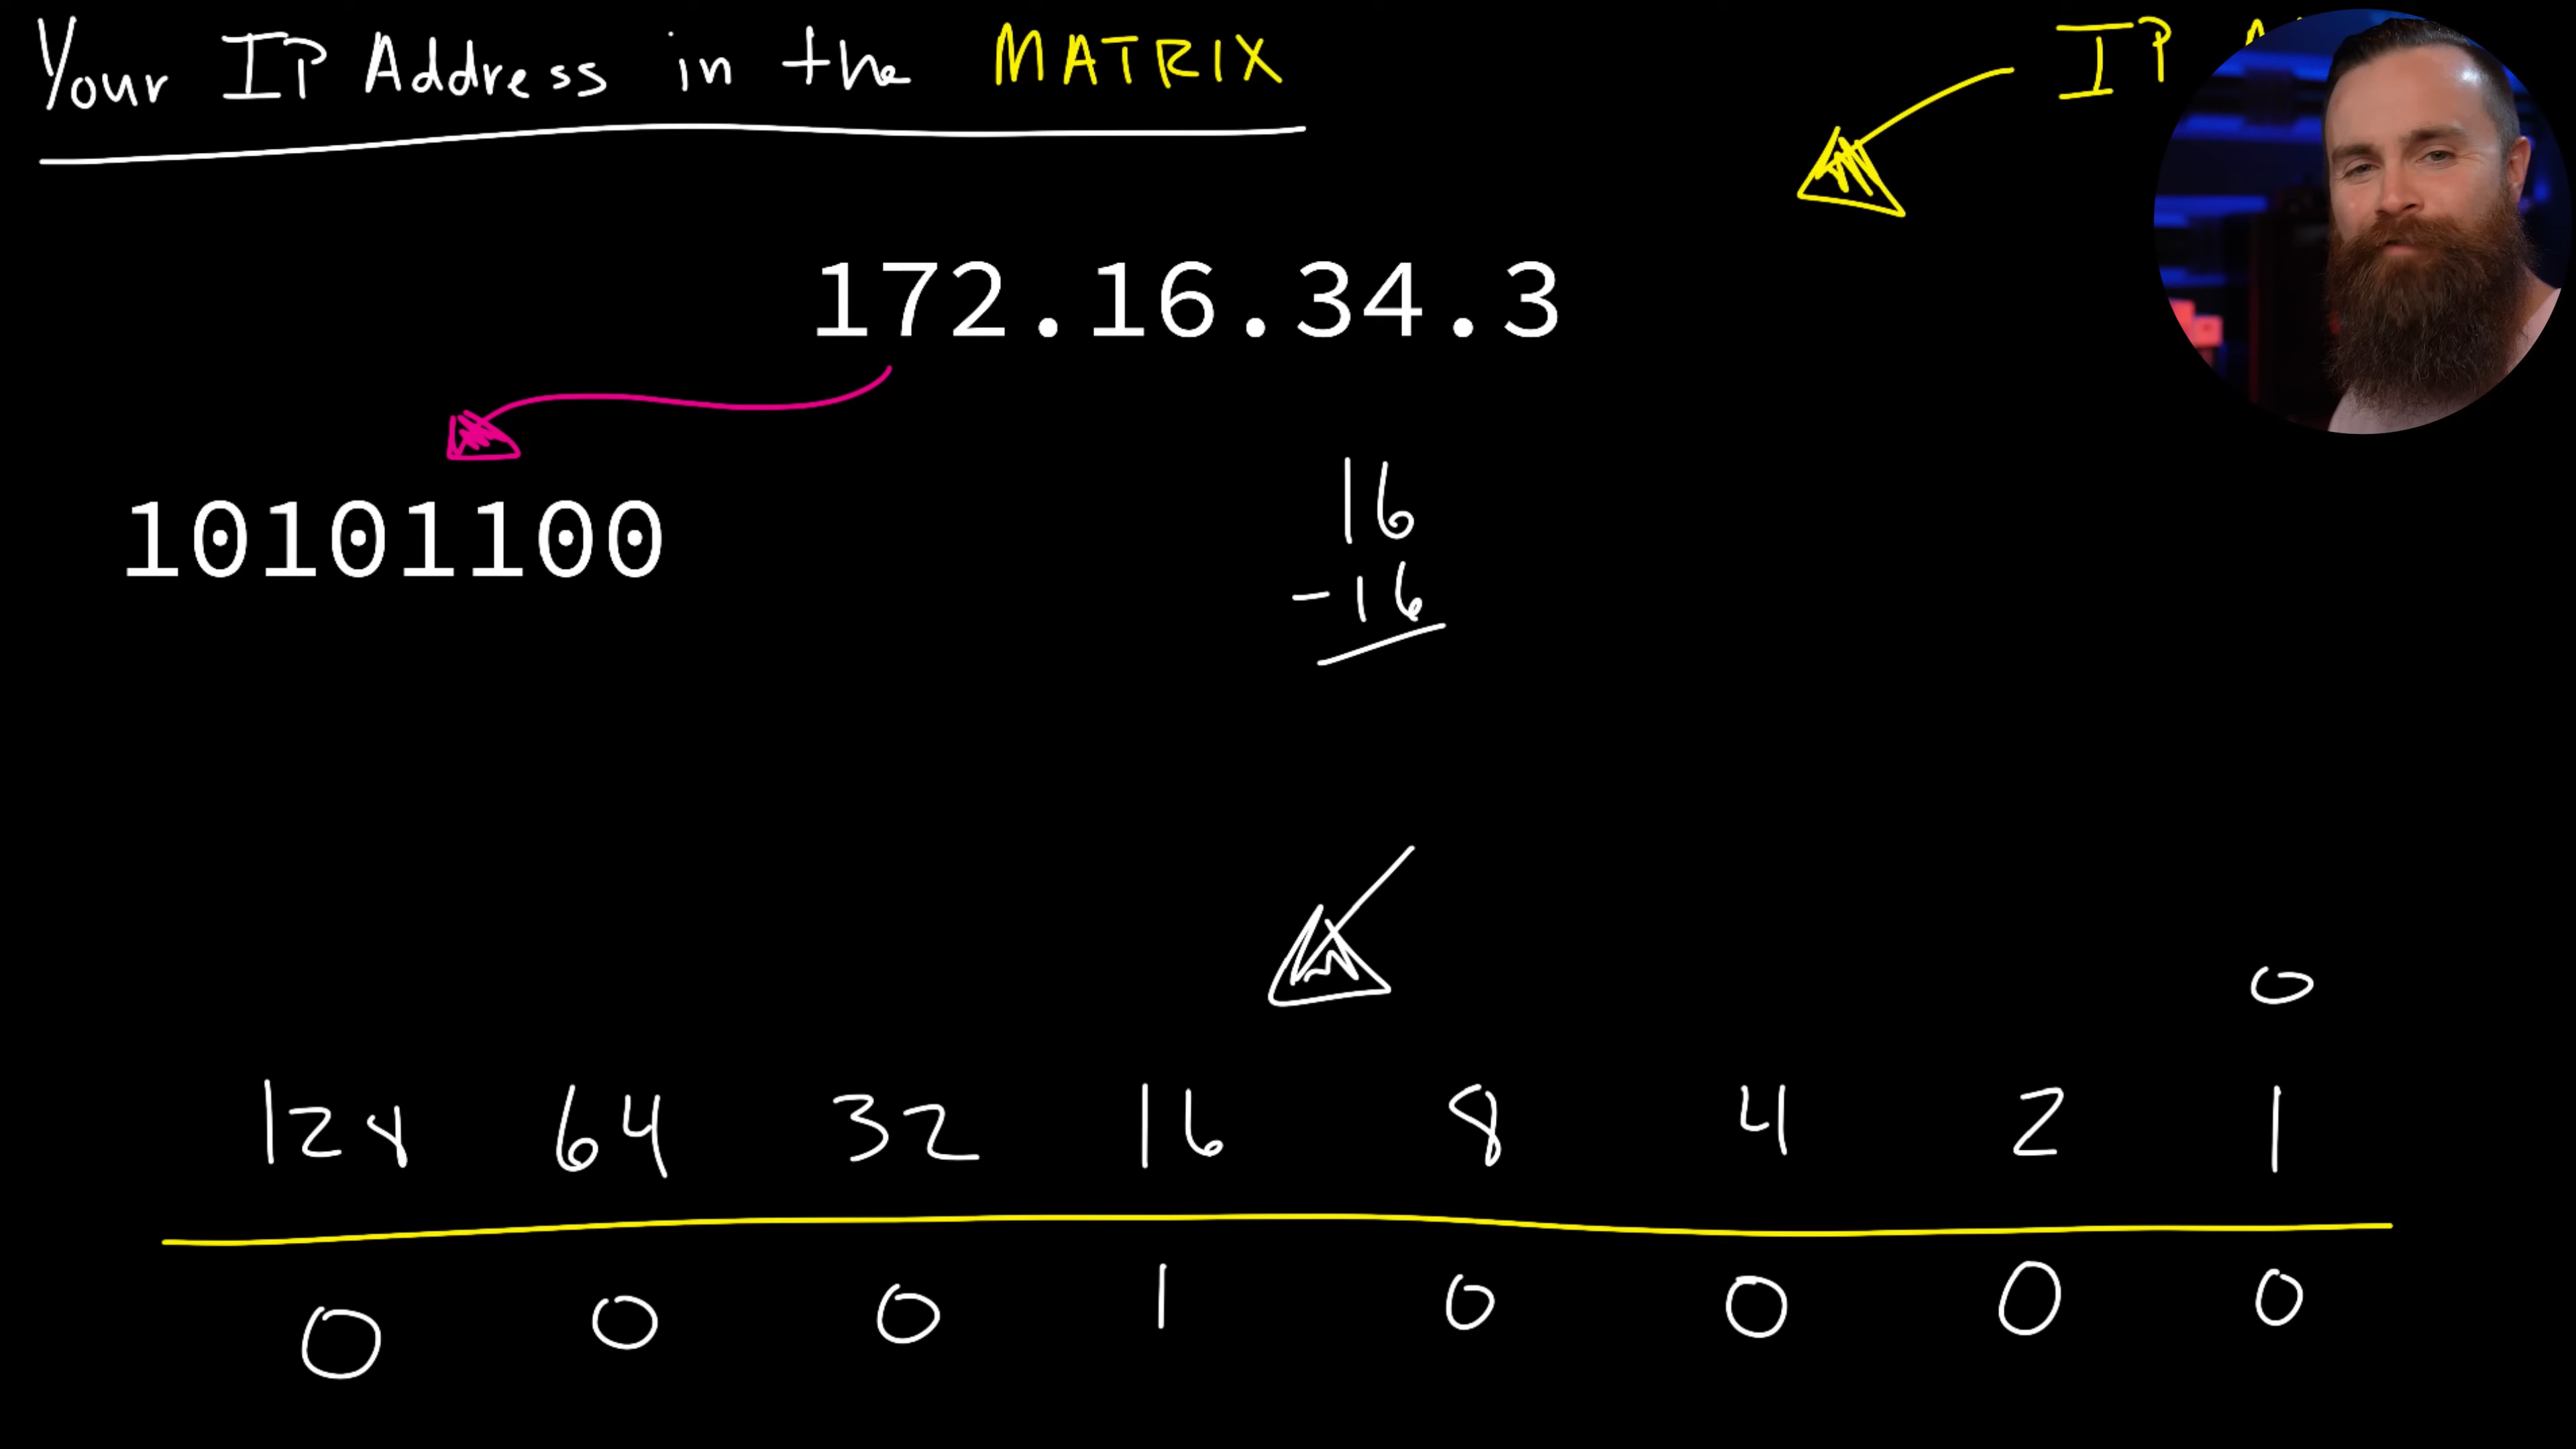 Your IP Address in the MATRIX
IP
172.16.34.3
10101100
16
-16
0
128 64 32 16 8 4 2 1
0 0 0 1 0 0 0 0